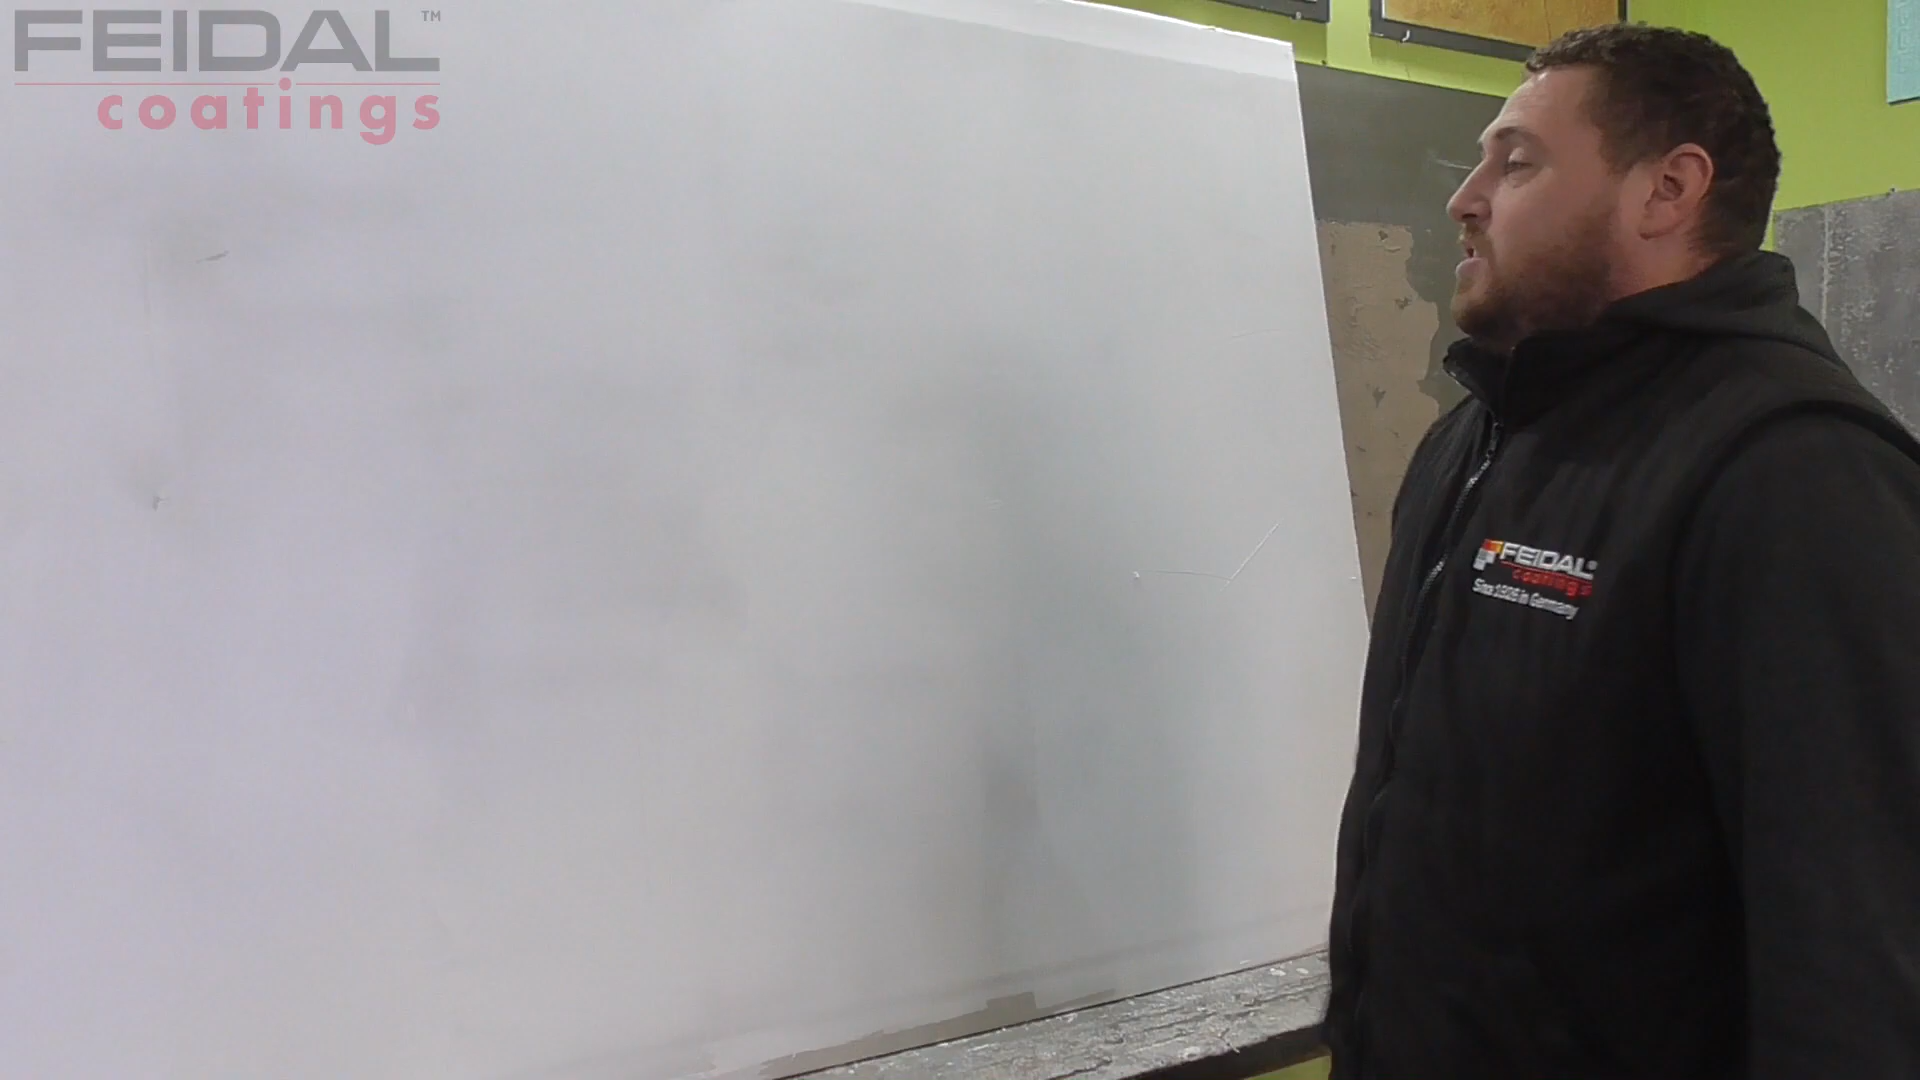 FEIDAL™
coatings
FEIDAL
coatings
Since 1926 in Germany